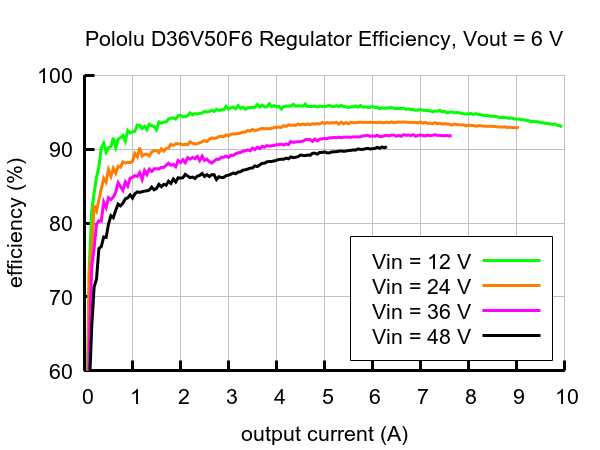 Pololu D36V50F6 Regulator Efficiency, Vout = 6 V
100
90
80
70
60
efficiency (%)
Vin = 12 V
Vin = 24 V
Vin = 36 V
Vin = 48 V
0 1 2 3 4 5 6 7 8 9 10
output current (A)